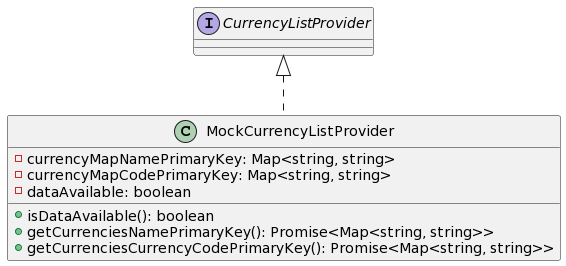 I CurrencyListProvider
C MockCurrencyListProvider
currencyMapNamePrimaryKey: Map<string, string>
currencyMapCodePrimaryKey: Map<string, string>
dataAvailable: boolean
isDataAvailable(): boolean
getCurrenciesNamePrimaryKey(): Promise<Map<string, string>>
getCurrenciesCurrencyCodePrimaryKey(): Promise<Map<string, string>>